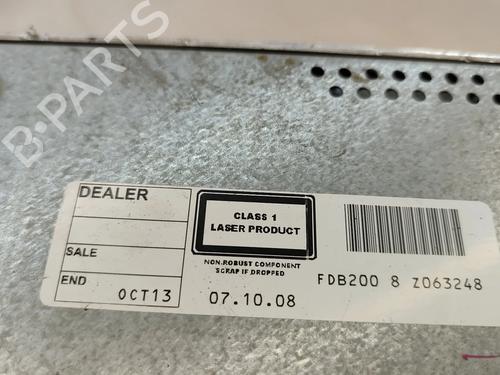 B-PARTS
DEALER
SALE
END
OCT13
CLASS 1
LASER PRODUCT
NON-ROBUST COMPONENT
SCRAP IF DROPPED
07.10.08
FDB200 8 Z063248